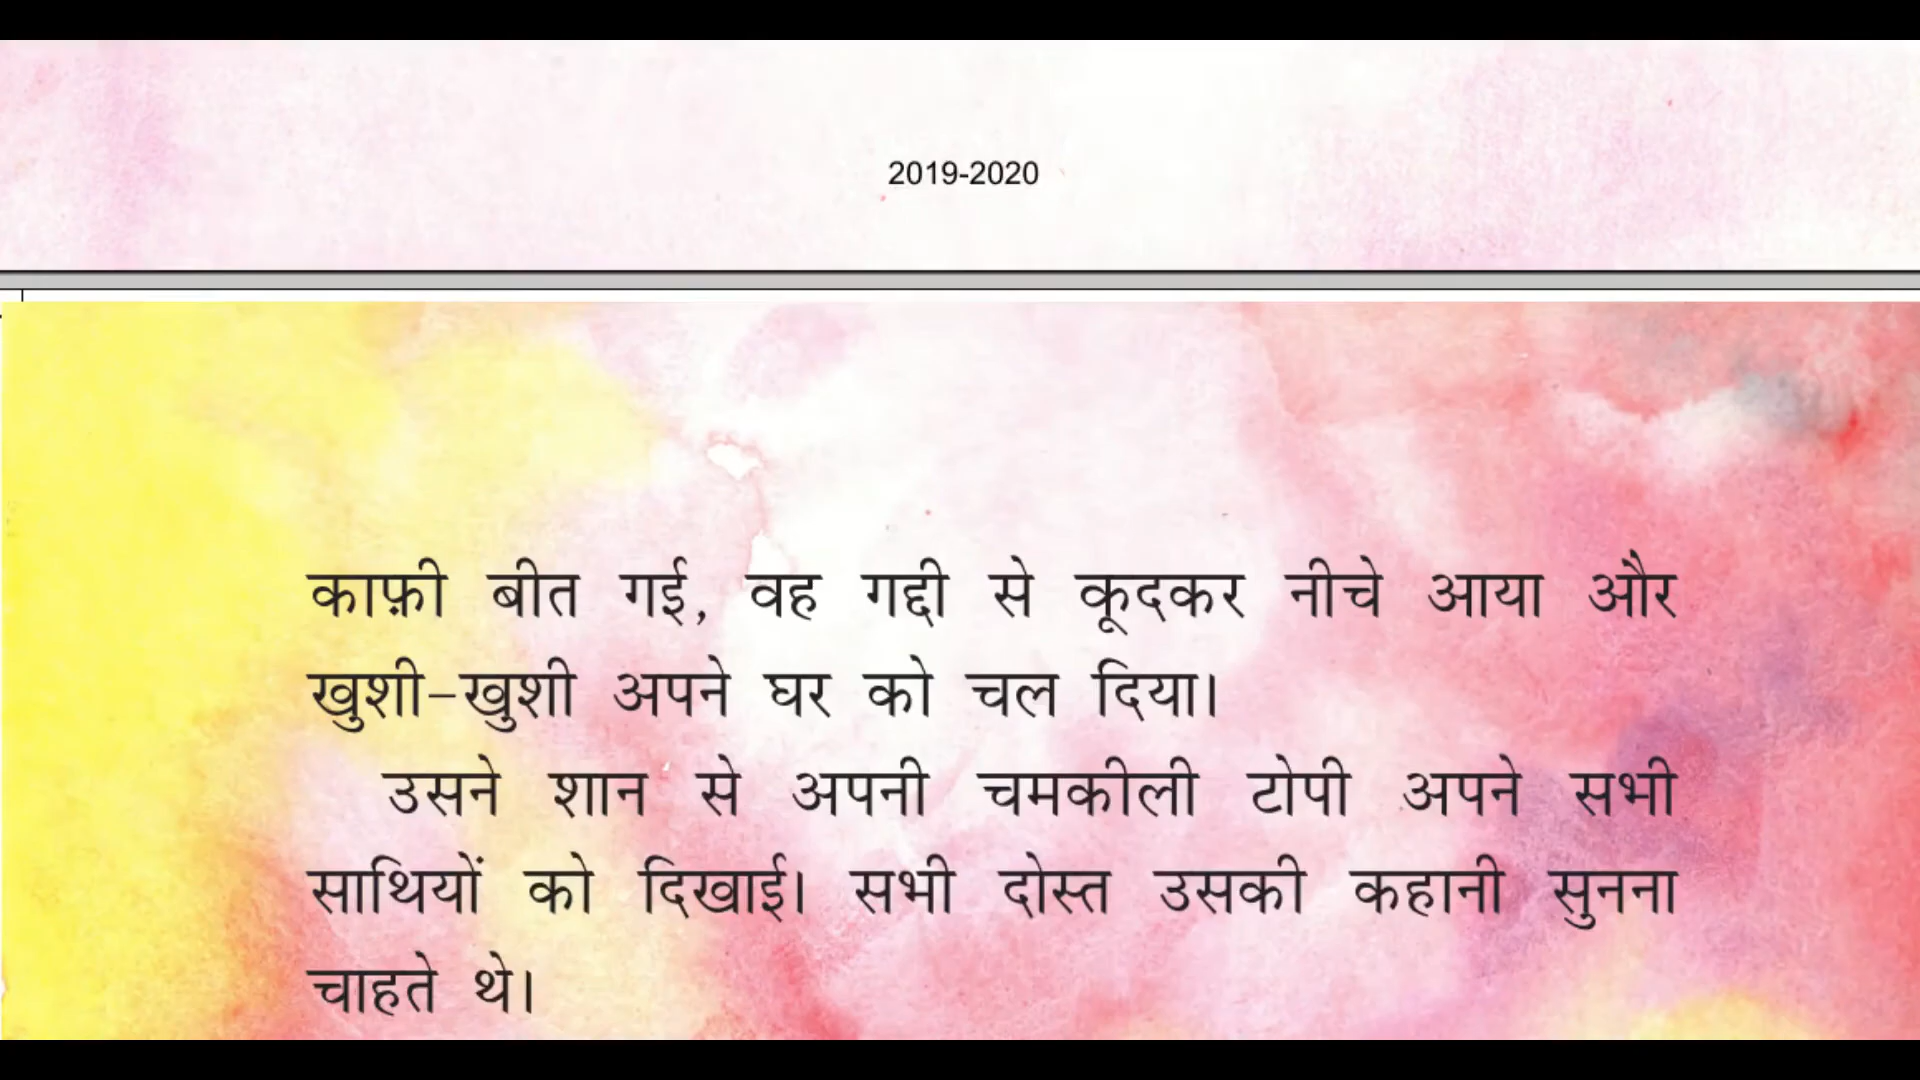 2019-2020
काफ़ी बीत गई, वह गद्दी से कूदकर नीचे आया और
खुशी-खुशी अपने घर को चल दिया।
उसने शान से अपनी चमकीली टोपी अपने सभी
साथियों को दिखाई। सभी दोस्त उसकी कहानी सुनना
चाहते थे।